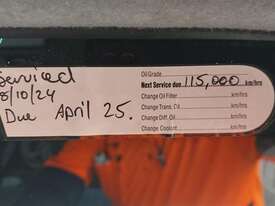 Serviced
8/10/24
Due April 25.
Oil Grade
Next Service due 115,000 km/hrs
Change Oil Filter km/hrs
Change Trans. Oil km/hrs
Change Diff. Oil km/hrs
Change Coolant km/hrs